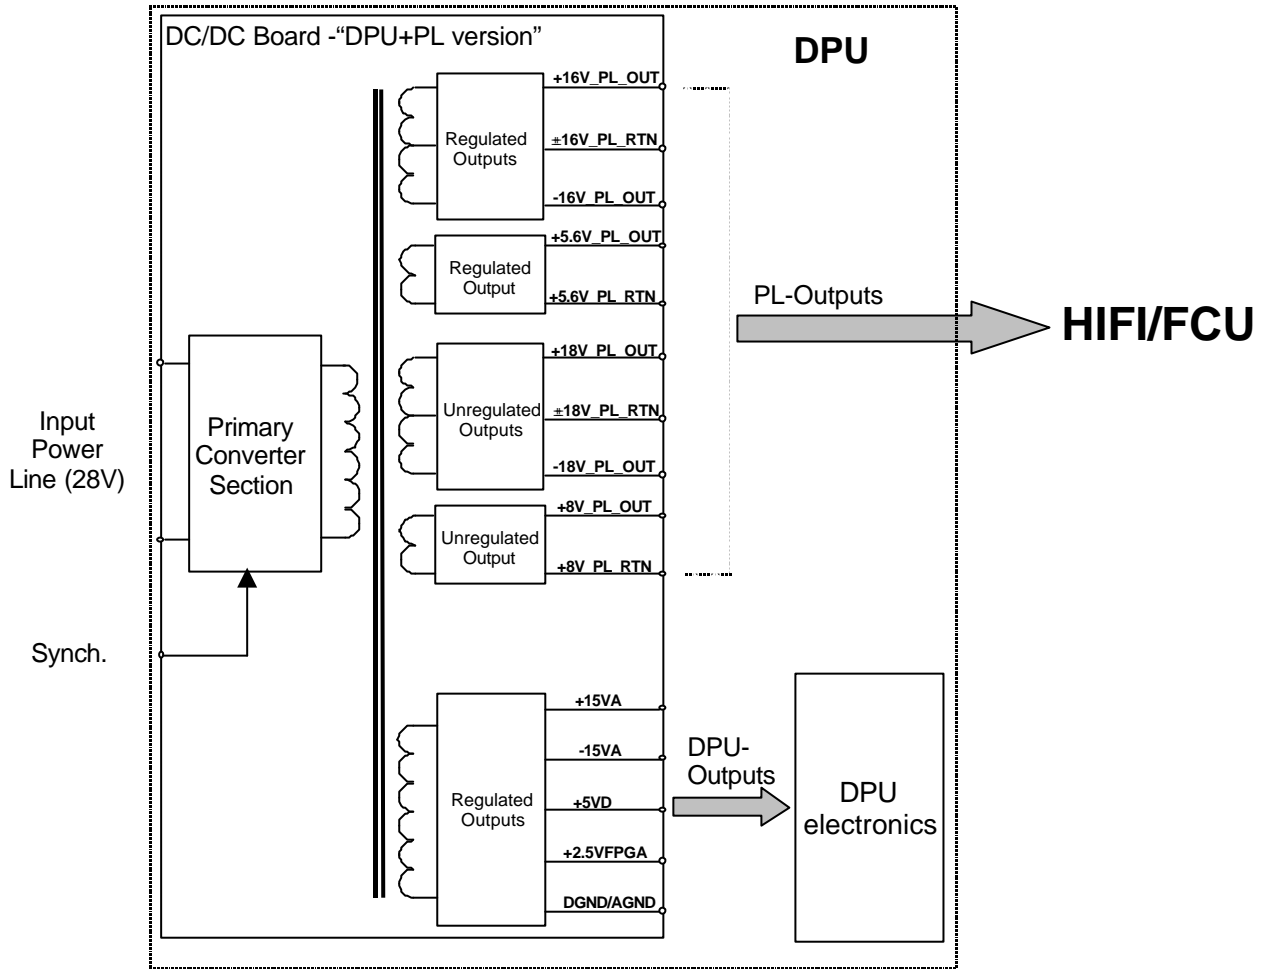 DC/DC Board -“DPU+PL version”
DPU
+16V_PL_OUT
Regulated
Outputs
±16V_PL_RTN
-16V_PL_OUT
+5.6V_PL_OUT
Regulated
Output
+5.6V_PL_RTN
PL-Outputs
HIFI/FCU
+18V_PL_OUT
Unregulated
Outputs
±18V_PL_RTN
-18V_PL_OUT
Input
Power
Line (28V)
Primary
Converter
Section
+8V_PL_OUT
Unregulated
Output
+8V_PL_RTN
Synch.
+15VA
-15VA
Regulated
Outputs
+5VD
+2.5VFPGA
DGND/AGND
DPU-
Outputs
DPU
electronics